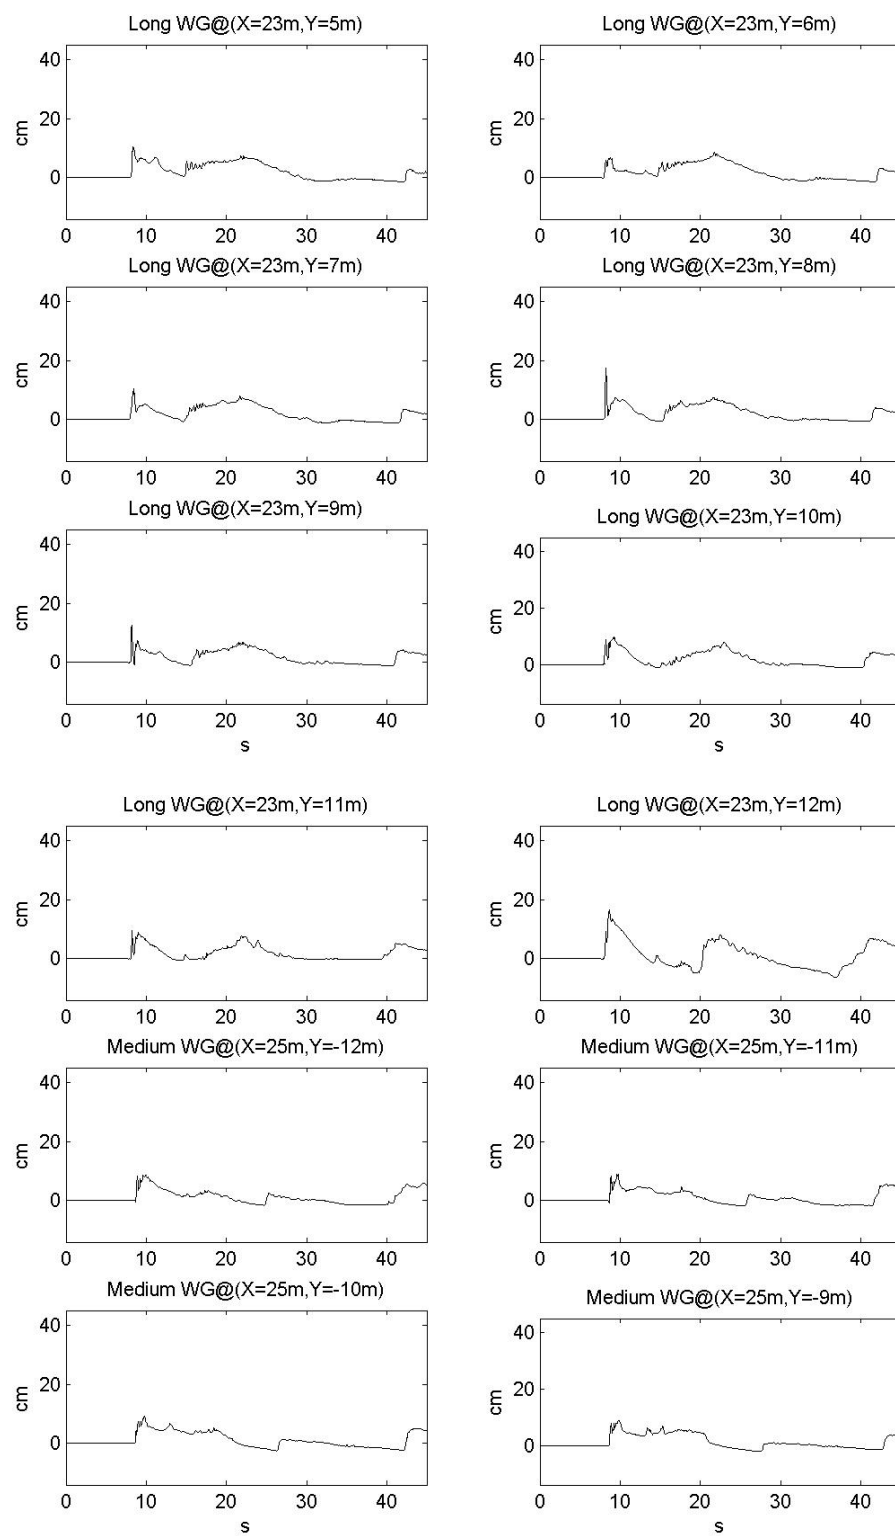 Long WG@(X=23m,Y=5m) Long WG@(X=23m,Y=6m)
40 40
20 20
cm cm
0 0
0 10 20 30 40 0 10 20 30 40
Long WG@(X=23m,Y=7m) Long WG@(X=23m,Y=8m)
40 40
20 20
cm cm
0 0
0 10 20 30 40 0 10 20 30 40
Long WG@(X=23m,Y=9m) Long WG@(X=23m,Y=10m)
40 40
20 20
cm cm
0 0
0 10 20 30 40 0 10 20 30 40
s s
Long WG@(X=23m,Y=11m) Long WG@(X=23m,Y=12m)
40 40
20 20
cm cm
0 0
0 10 20 30 40 0 10 20 30 40
Medium WG@(X=25m,Y=-12m) Medium WG@(X=25m,Y=-11m)
40 40
20 20
cm cm
0 0
0 10 20 30 40 0 10 20 30 40
Medium WG@(X=25m,Y=-10m) Medium WG@(X=25m,Y=-9m)
40 40
20 20
cm cm
0 0
0 10 20 30 40 0 10 20 30 40
s s